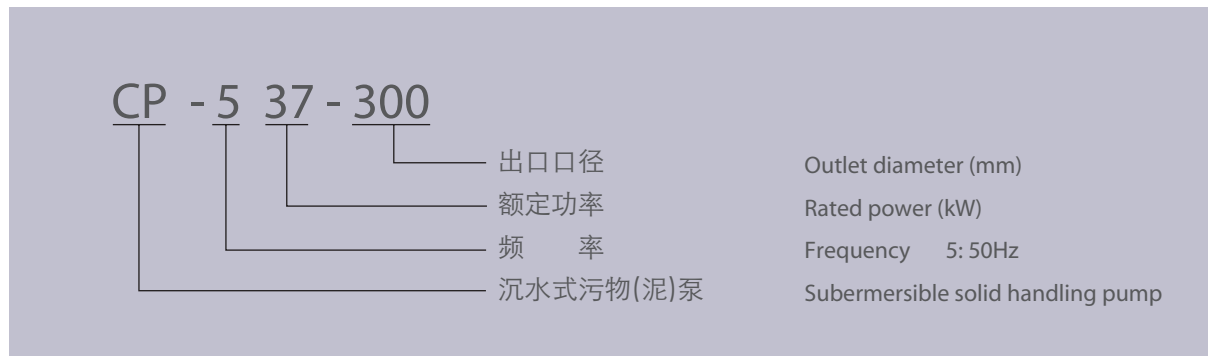 CP - 5 37 - 300
出口口径 Outlet diameter (mm)
额定功率 Rated power (kW)
频 率 Frequency 5: 50Hz
沉水式污物(泥)泵 Subermersible solid handling pump